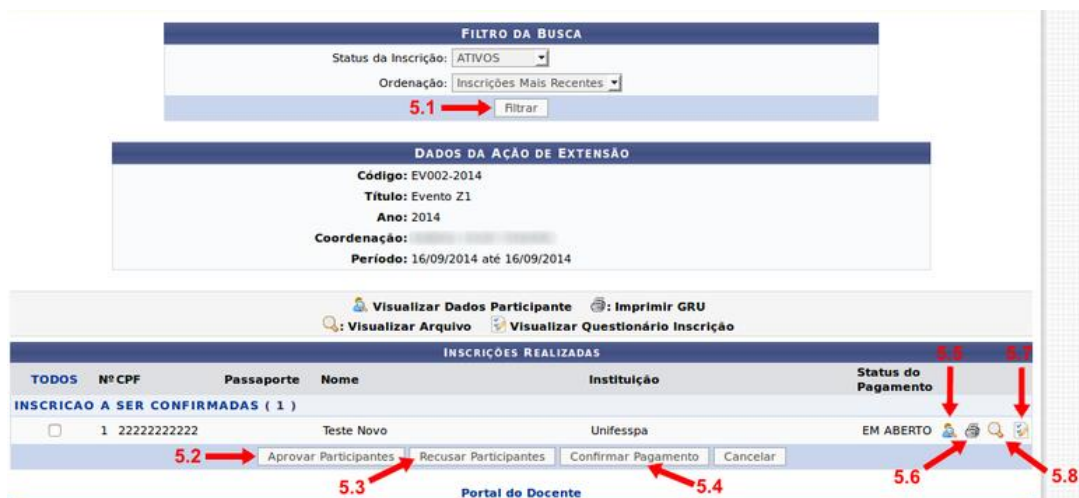 FILTRO DA BUSCA
Status da Inscrição: ATIVOS
Ordenação: Inscrições Mais Recentes
5.1 Filtrar
DADOS DA AÇÃO DE EXTENSÃO
Código: EV002-2014
Título: Evento Z1
Ano: 2014
Coordenação:
Período: 16/09/2014 até 16/09/2014
Visualizar Dados Participante : Imprimir GRU
: Visualizar Arquivo Visualizar Questionário Inscrição
INSCRIÇÕES REALIZADAS 5.5 5.7
TODOS Nº CPF Passaporte Nome Instituição Status do Pagamento
INSCRICAO A SER CONFIRMADAS ( 1 )
1 22222222222 Teste Novo Unifesspa EM ABERTO
5.2 Aprovar Participantes Recusar Participantes Confirmar Pagamento Cancelar
5.3 5.4 5.6 5.8
Portal do Docente